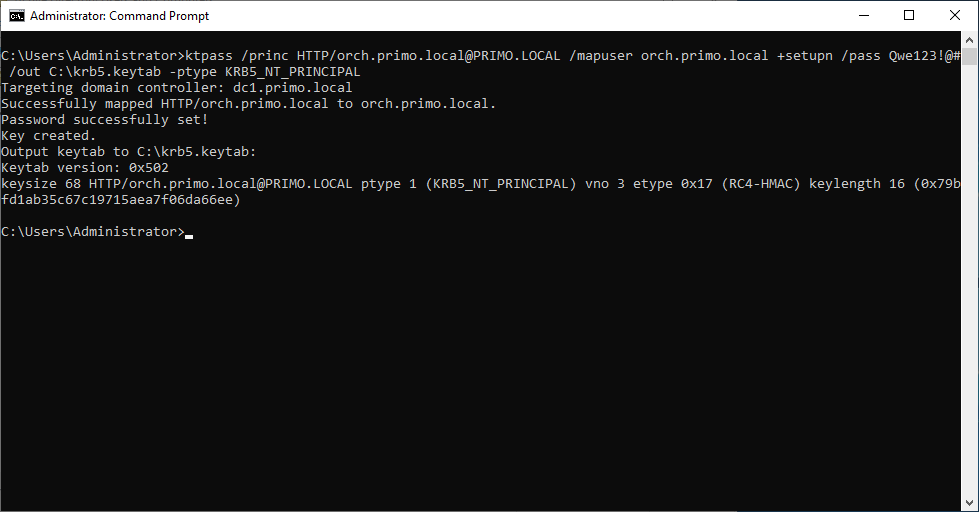 Administrator: Command Prompt
C:\Users\Administrator>ktpass /princ HTTP/orch.primo.local@PRIMO.LOCAL /mapuser orch.primo.local +setupn /pass Qwe123!@#
 /out C:\krb5.keytab -ptype KRB5_NT_PRINCIPAL
Targeting domain controller: dc1.primo.local
Successfully mapped HTTP/orch.primo.local to orch.primo.local.
Password successfully set!
Key created.
Output keytab to C:\krb5.keytab:
Keytab version: 0x502
keysize 68 HTTP/orch.primo.local@PRIMO.LOCAL ptype 1 (KRB5_NT_PRINCIPAL) vno 3 etype 0x17 (RC4-HMAC) keylength 16 (0x79b
fd1ab35c67c19715aea7f06da66ee)
C:\Users\Administrator>